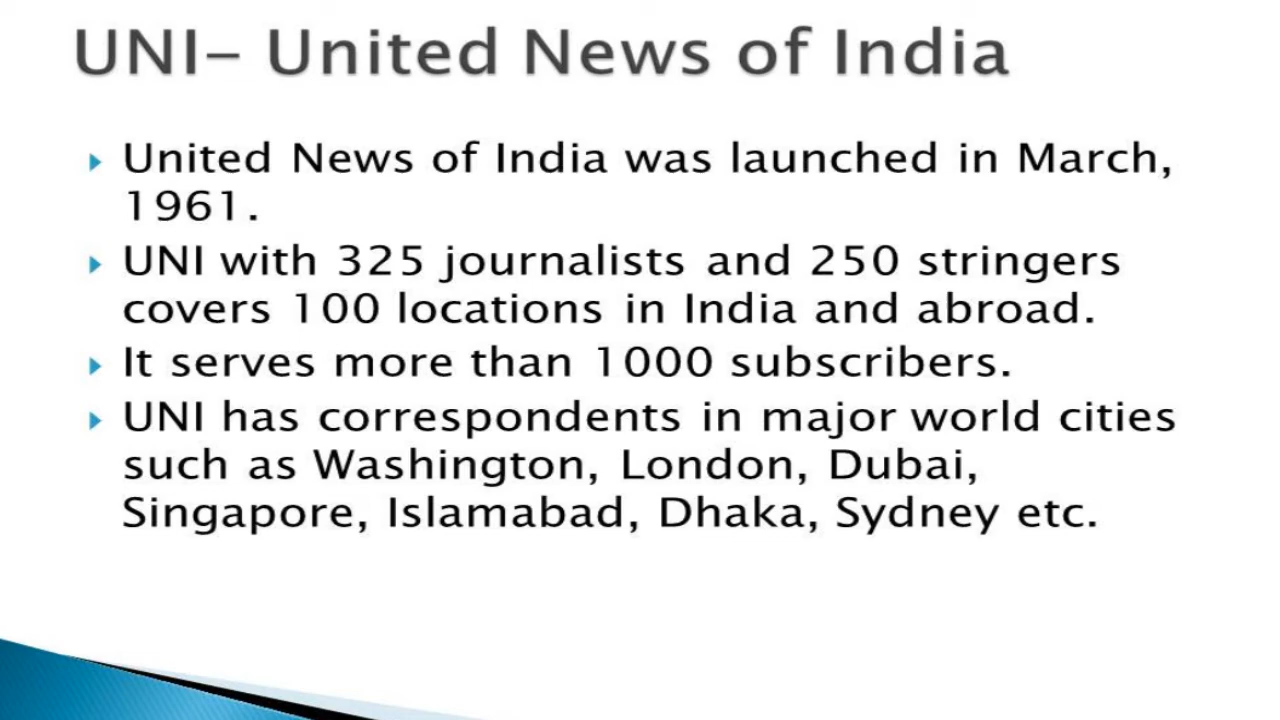 UNI– United News of India
United News of India was launched in March,
1961.
UNI with 325 journalists and 250 stringers
covers 100 locations in India and abroad.
It serves more than 1000 subscribers.
UNI has correspondents in major world cities
such as Washington, London, Dubai,
Singapore, Islamabad, Dhaka, Sydney etc.